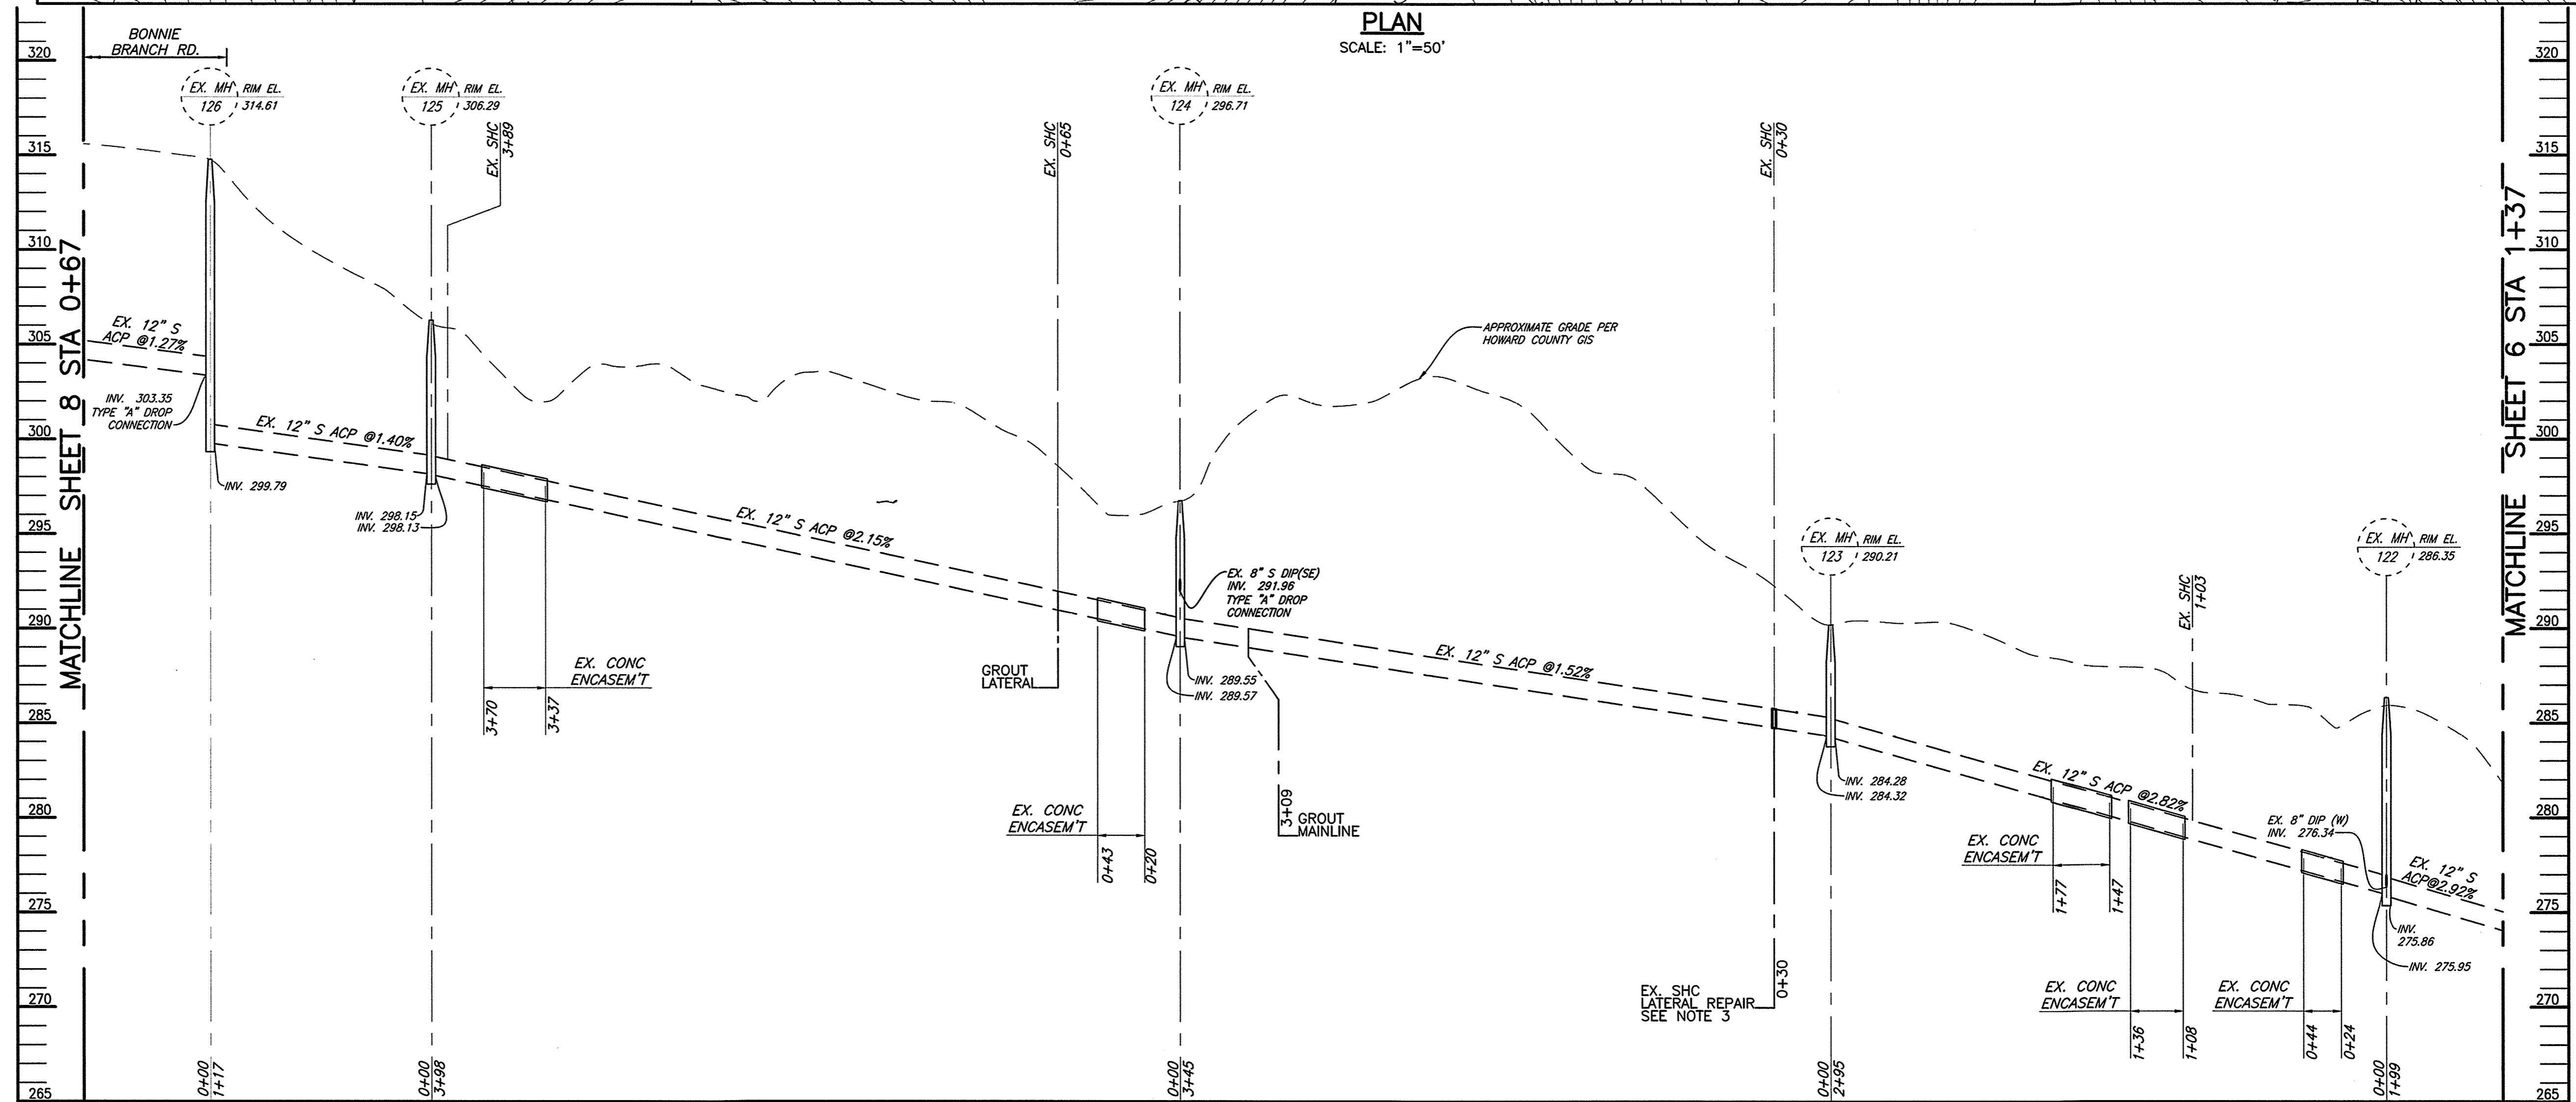 PLAN
SCALE: 1"=50'
BONNIE
BRANCH RD.
320
315
310
305
300
295
290
285
280
275
270
265
MATCHLINE SHEET 8 STA 0+67
EX. MH
126
RIM EL.
314.61
EX. MH
125
RIM EL.
306.29
EX. SHC
3+89
EX. SHC
0+65
EX. MH
124
RIM EL.
296.71
EX. SHC
0+30
EX. 12" S
ACP @1.27%
INV. 303.35
TYPE "A" DROP
CONNECTION
EX. 12" S ACP @1.40%
INV. 299.79
INV. 298.15
INV. 298.13
EX. CONC
ENCASEM'T
3+70
3+37
EX. 12" S ACP @2.15%
GROUT
LATERAL
EX. CONC
ENCASEM'T
0+43
0+20
EX. 8" S DIP(SE)
INV. 291.96
TYPE "A" DROP
CONNECTION
INV. 289.55
INV. 289.57
3+09
GROUT
MAINLINE
APPROXIMATE GRADE PER
HOWARD COUNTY GIS
EX. 12" S ACP @1.52%
EX. SHC
LATERAL REPAIR
SEE NOTE 3
0+30
EX. MH
123
RIM EL.
290.21
INV. 284.28
INV. 284.32
EX. 12" S ACP @2.82%
EX. CONC
ENCASEM'T
1+77
1+47
EX. SHC
1+03
EX. CONC
ENCASEM'T
1+36
1+08
EX. CONC
ENCASEM'T
0+44
0+24
EX. MH
122
RIM EL.
286.35
EX. 8" DIP (W)
INV. 276.34
EX. 12" S
ACP@2.92%
INV.
275.86
INV. 275.95
0+00
1+17
0+00
3+98
0+00
3+45
0+00
2+95
0+00
1+99
MATCHLINE SHEET 6 STA 1+37
320
315
310
305
300
295
290
285
280
275
270
265